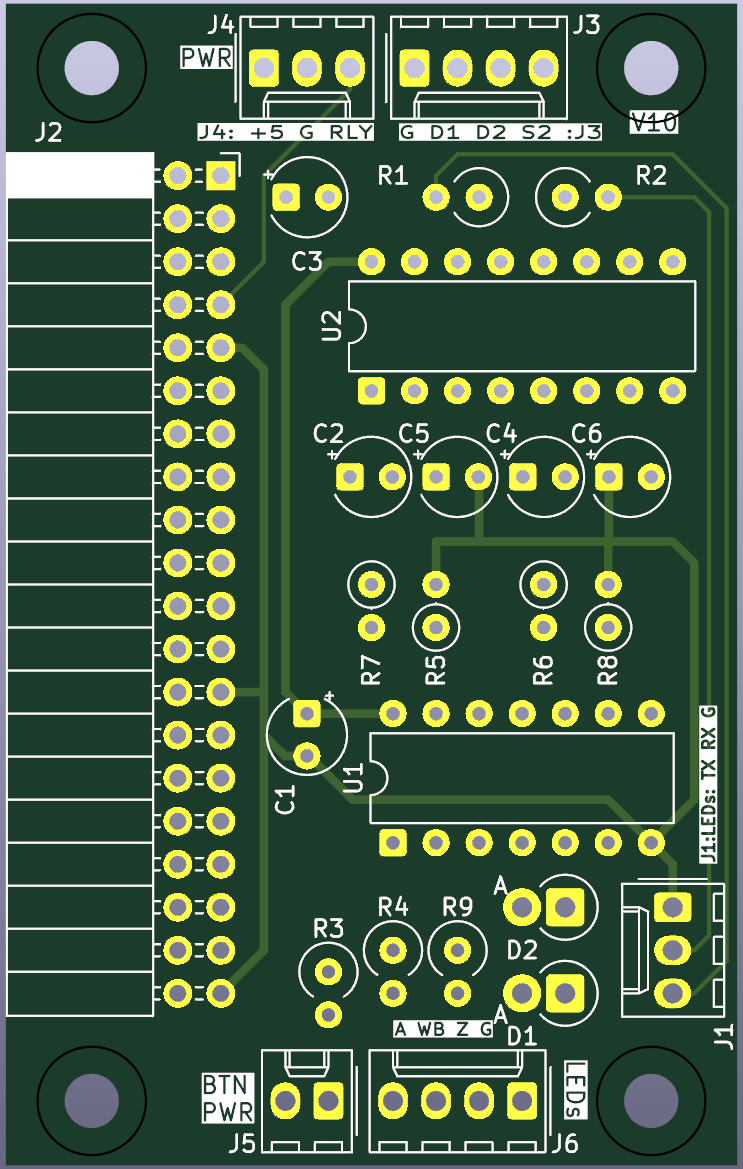 J4
J3
PWR
J4: +5 G RLY
G D1 D2 S2 :J3
V10
J2
+
R1
R2
C3
U2
C2
C5
C4
C6
+
+
+
+
R7
R5
R6
R8
+
C1
U1
J1:LEDs: TX RX G
R3
R4
R9
A
D2
A
D1
J1
A WB Z G
BTN
PWR
LEDs
J5
J6